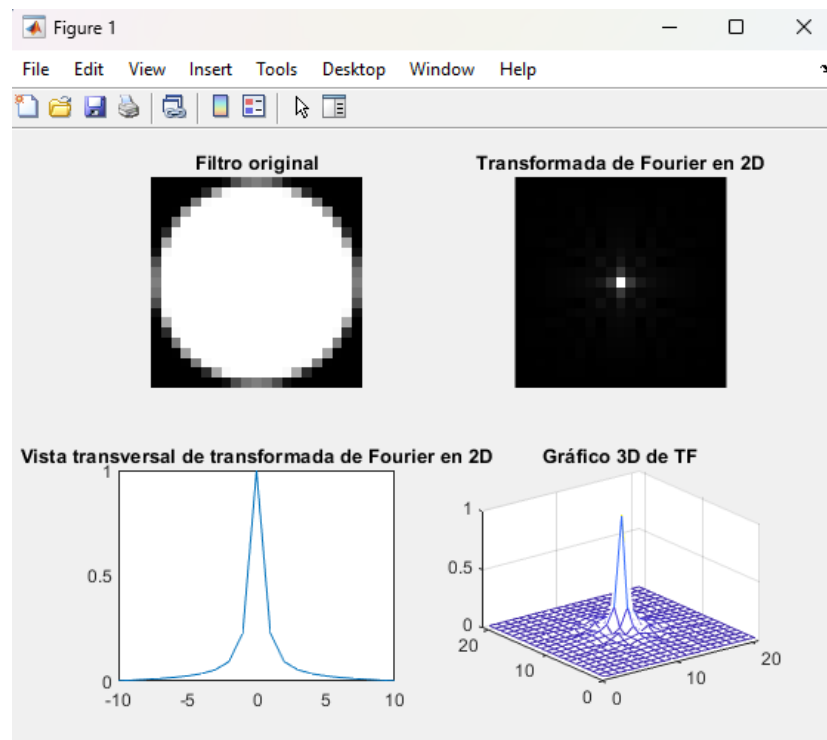 Figure 1
File Edit View Insert Tools Desktop Window Help
Filtro original
Transformada de Fourier en 2D
Vista transversal de transformada de Fourier en 2D
1
0.5
0
-10 -5 0 5 10
Gráfico 3D de TF
1
0.5
0
20
10
0
0
10
20